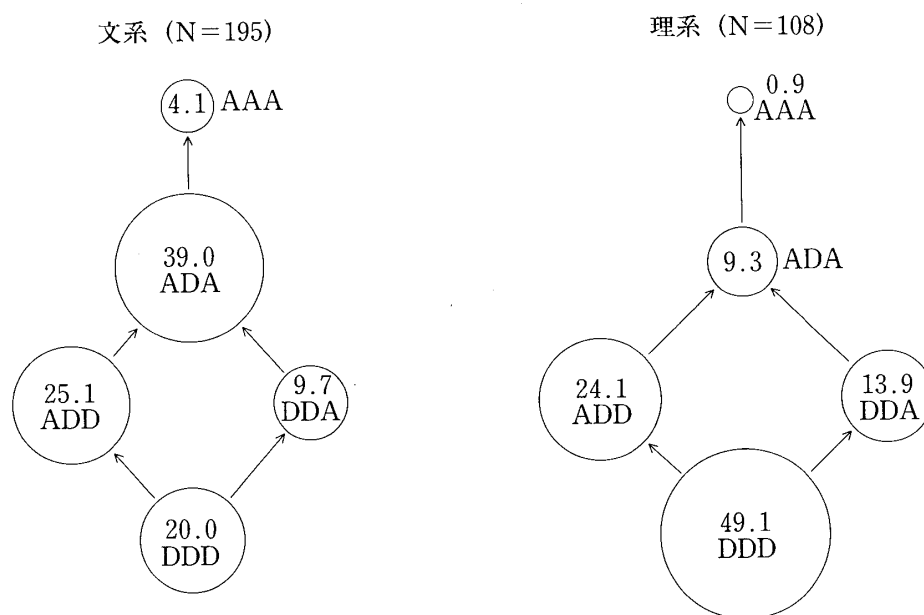 文系 (N＝195)
4.1 AAA
39.0
ADA
25.1
ADD
9.7
DDA
20.0
DDD
理系 (N＝108)
0.9
AAA
9.3 ADA
24.1
ADD
13.9
DDA
49.1
DDD